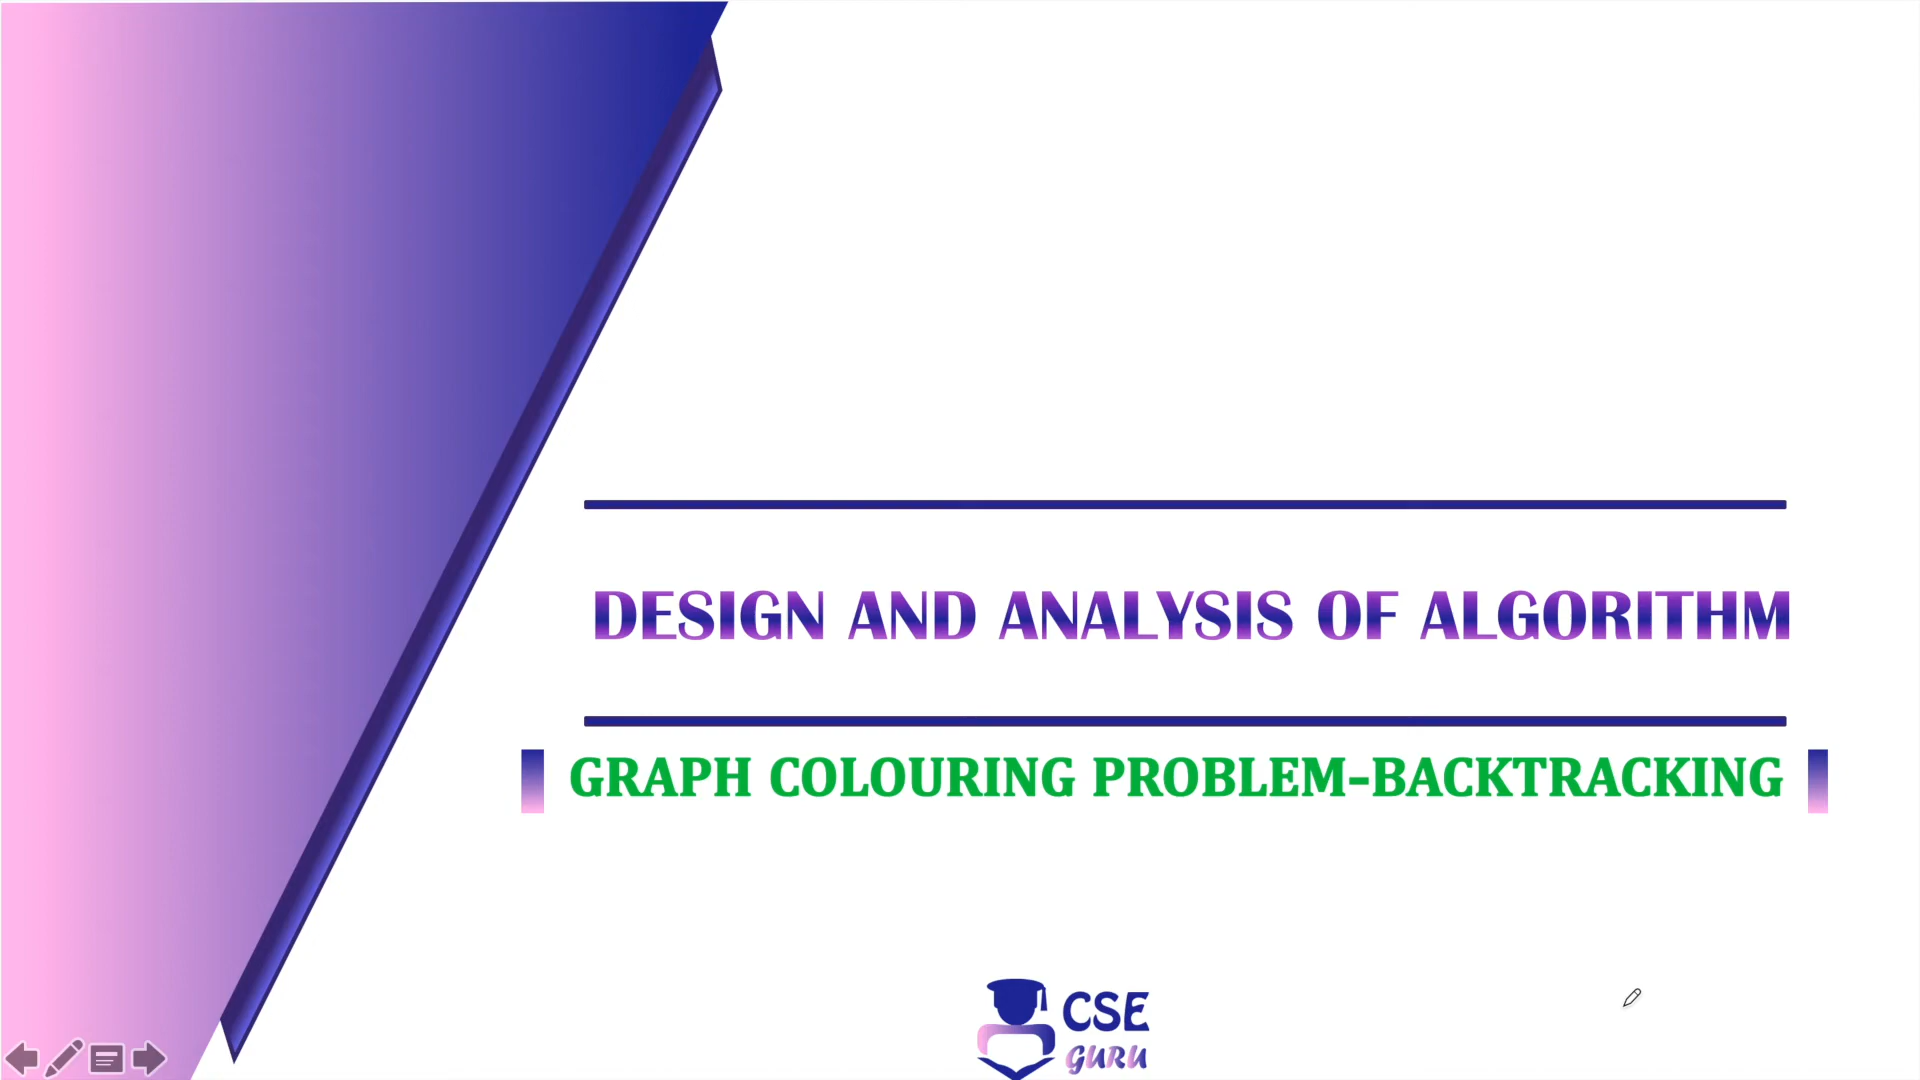 DESIGN AND ANALYSIS OF ALGORITHM
GRAPH COLOURING PROBLEM-BACKTRACKING
CSE
GURU